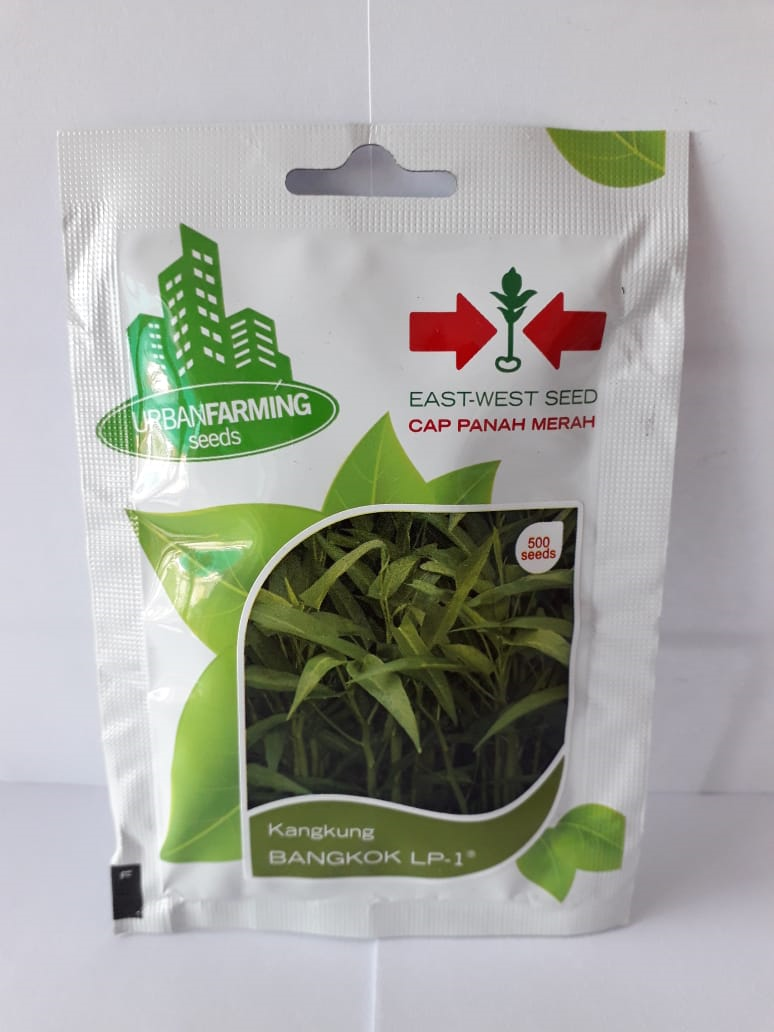 URBANFARMING
seeds
EAST-WEST SEED
CAP PANAH MERAH
500
seeds
Kangkung
BANGKOK LP-1®